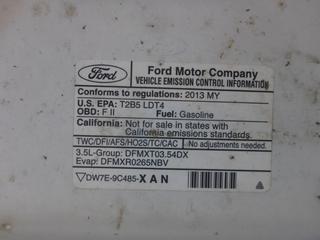 Ford
Ford Motor Company
VEHICLE EMISSION CONTROL INFORMATION
Conforms to regulations: 2013 MY
U.S. EPA: T2B5 LDT4
OBD: F II Fuel: Gasoline
California: Not for sale in states with
California emissions standards.
TWC/DFI/AFS/HO2S/TC/CAC No adjustments needed.
3.5L-Group: DFMXT03.54DX
Evap: DFMXR0265NBV
DW7E-9C485-XAN